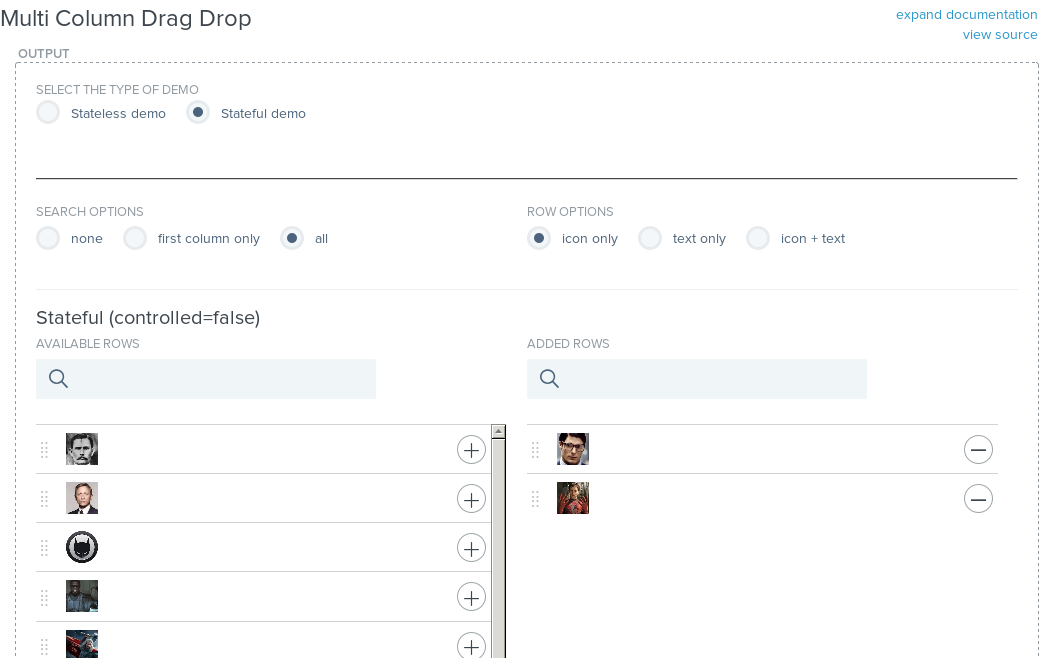 Multi Column Drag Drop
expand documentation
view source
OUTPUT
SELECT THE TYPE OF DEMO
Stateless demo
Stateful demo
SEARCH OPTIONS
none
first column only
all
ROW OPTIONS
icon only
text only
icon + text
Stateful (controlled=false)
AVAILABLE ROWS
ADDED ROWS